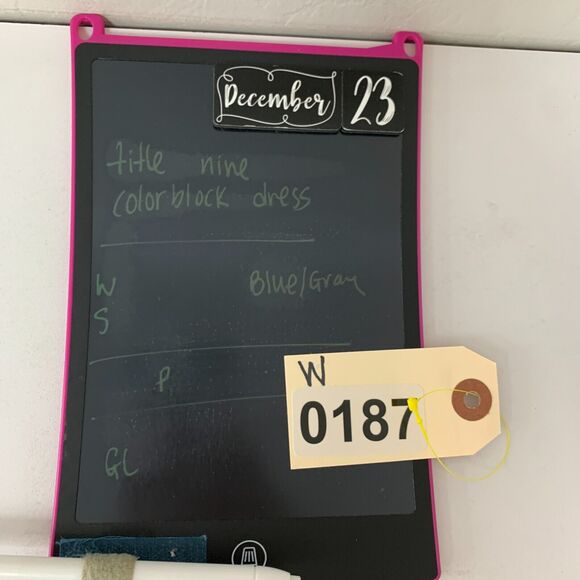 December 23
title nine
colorblock dress
W Blue/Gray
S
P
GL
W
0187